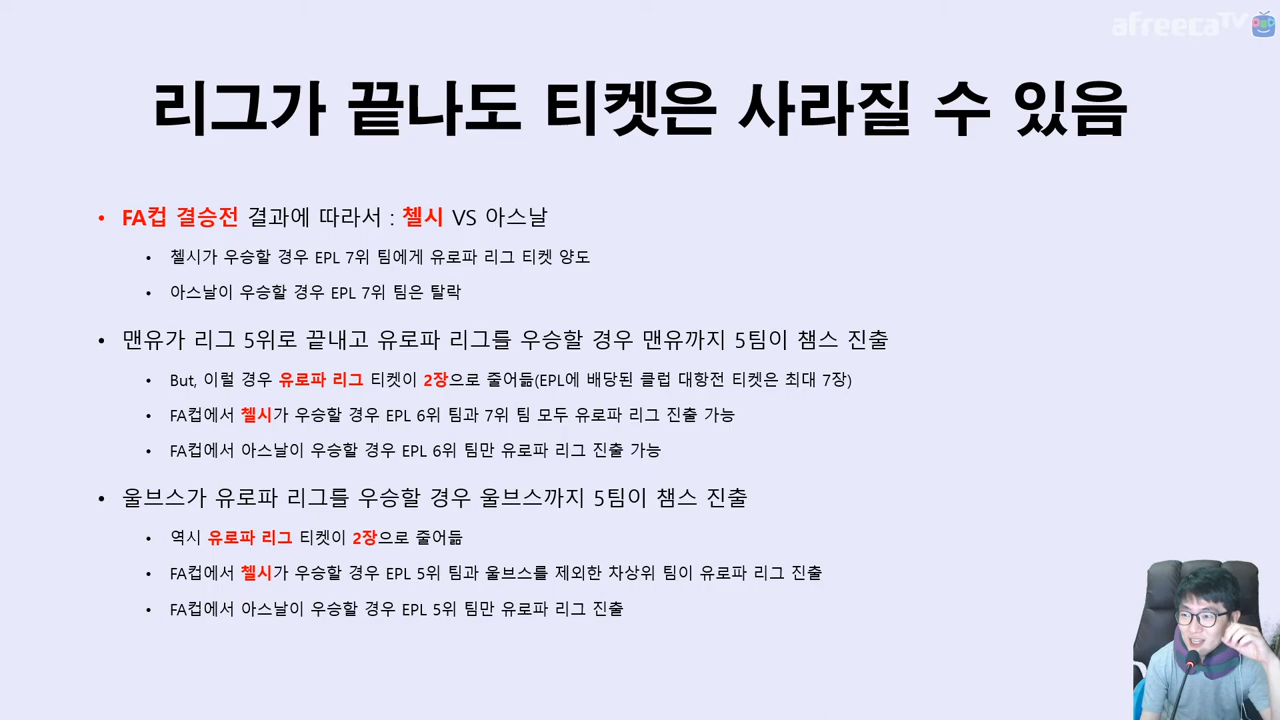 afreecaTV
리그가 끝나도 티켓은 사라질 수 있음
• FA컵 결승전 결과에 따라서 : 첼시 VS 아스날
• 첼시가 우승할 경우 EPL 7위 팀에게 유로파 리그 티켓 양도
• 아스날이 우승할 경우 EPL 7위 팀은 탈락
• 맨유가 리그 5위로 끝내고 유로파 리그를 우승할 경우 맨유까지 5팀이 챔스 진출
• But, 이럴 경우 유로파 리그 티켓이 2장으로 줄어듦(EPL에 배당된 클럽 대항전 티켓은 최대 7장)
• FA컵에서 첼시가 우승할 경우 EPL 6위 팀과 7위 팀 모두 유로파 리그 진출 가능
• FA컵에서 아스날이 우승할 경우 EPL 6위 팀만 유로파 리그 진출 가능
• 울브스가 유로파 리그를 우승할 경우 울브스까지 5팀이 챔스 진출
• 역시 유로파 리그 티켓이 2장으로 줄어듦
• FA컵에서 첼시가 우승할 경우 EPL 5위 팀과 울브스를 제외한 차상위 팀이 유로파 리그 진출
• FA컵에서 아스날이 우승할 경우 EPL 5위 팀만 유로파 리그 진출